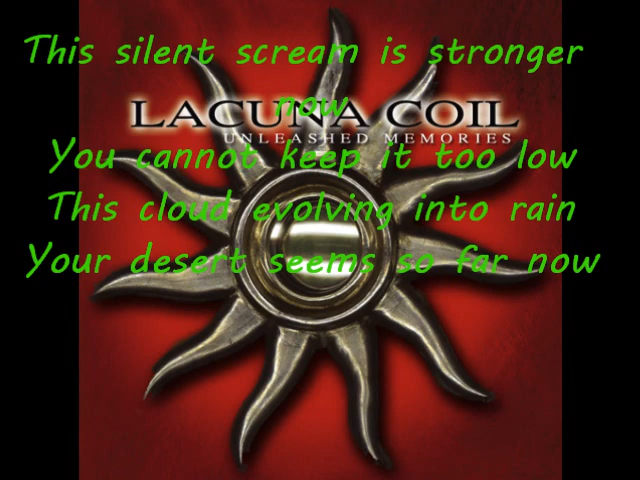 This silent scream is stronger
now
LACUNA COIL
UNLEASHED MEMORIES
You cannot keep it too low
This cloud evolving into rain
Your desert seems so far now